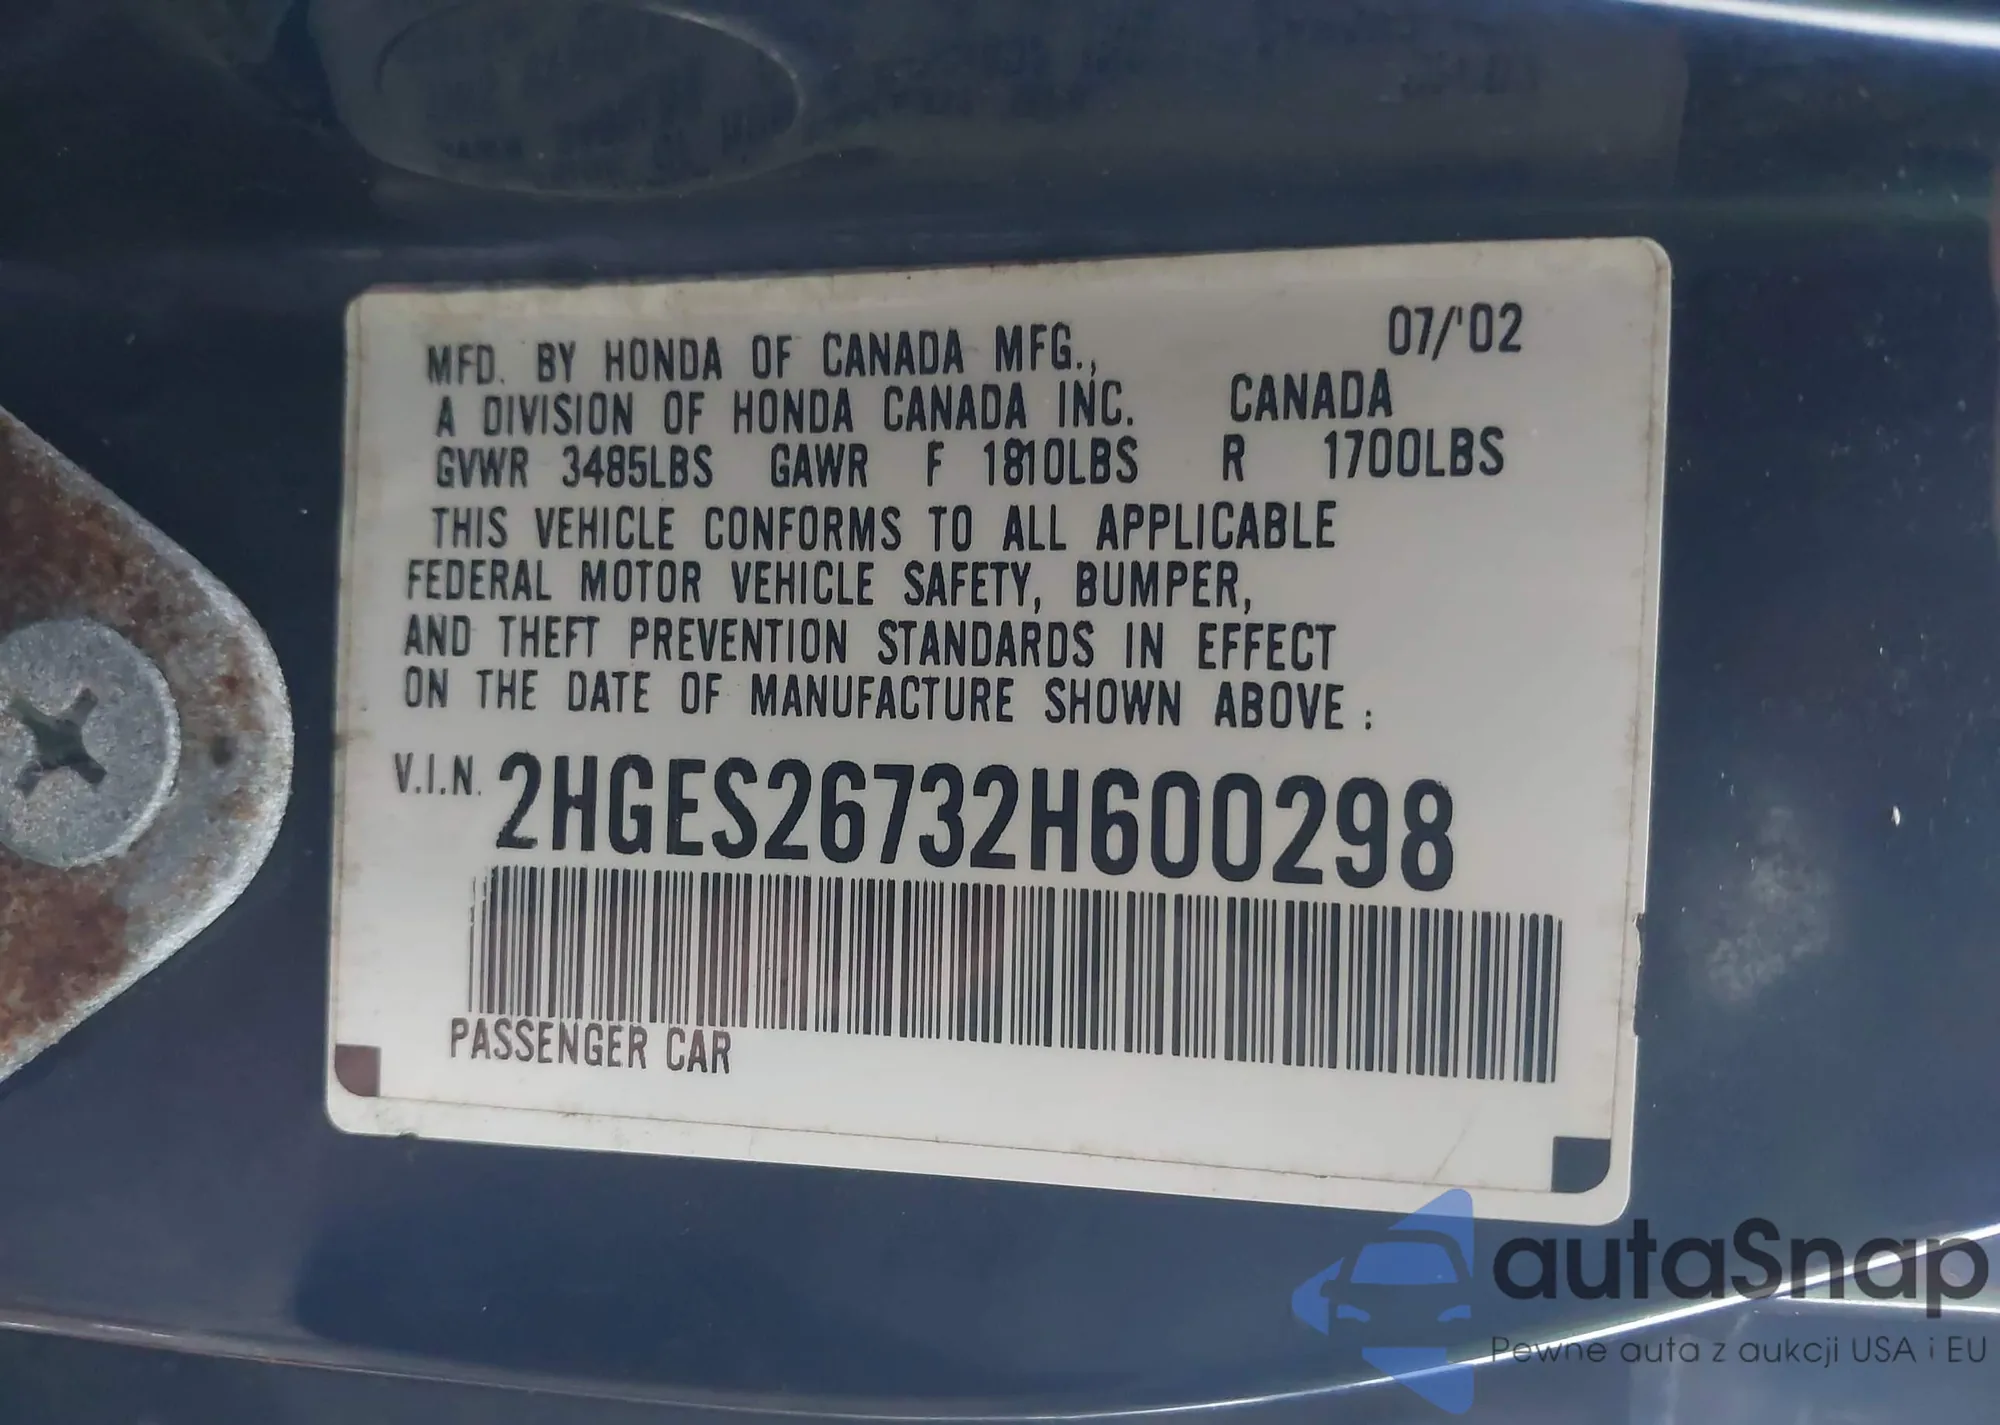 07/'02
MFD. BY HONDA OF CANADA MFG.,
A DIVISION OF HONDA CANADA INC. CANADA
GVWR 3485LBS GAWR F 1810LBS R 1700LBS
THIS VEHICLE CONFORMS TO ALL APPLICABLE
FEDERAL MOTOR VEHICLE SAFETY, BUMPER,
AND THEFT PREVENTION STANDARDS IN EFFECT
ON THE DATE OF MANUFACTURE SHOWN ABOVE :
V.I.N. 2HGES26732H600298
PASSENGER CAR
autaSnap
Pewne auta z aukcji USA i EU